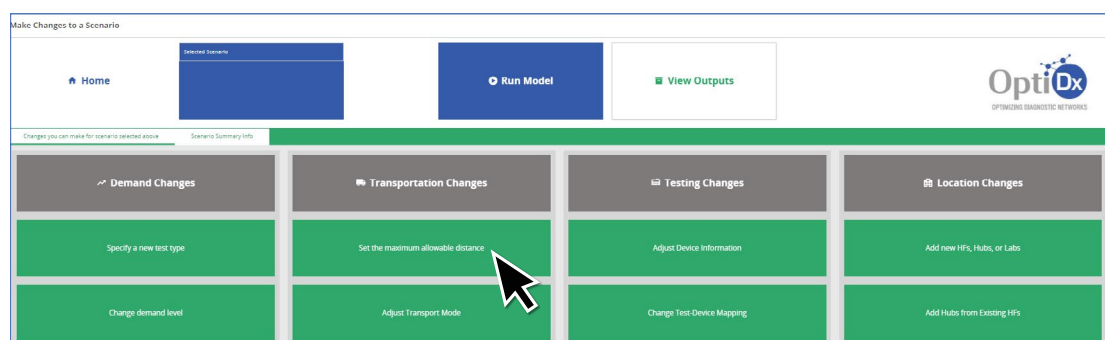 Make Changes to a Scenario
Selected Scenario
Home
Run Model
View Outputs
OptiDx
OPTIMIZING DIAGNOSTIC NETWORKS
Changes you can make for scenario selected above
Scenario Summary Info
Demand Changes
Transportation Changes
Testing Changes
Location Changes
Specify a new test type
Set the maximum allowable distance
Adjust Device Information
Add new HFs, Hubs, or Labs
Change demand level
Adjust Transport Mode
Change Test-Device Mapping
Add Hubs from Existing HFs